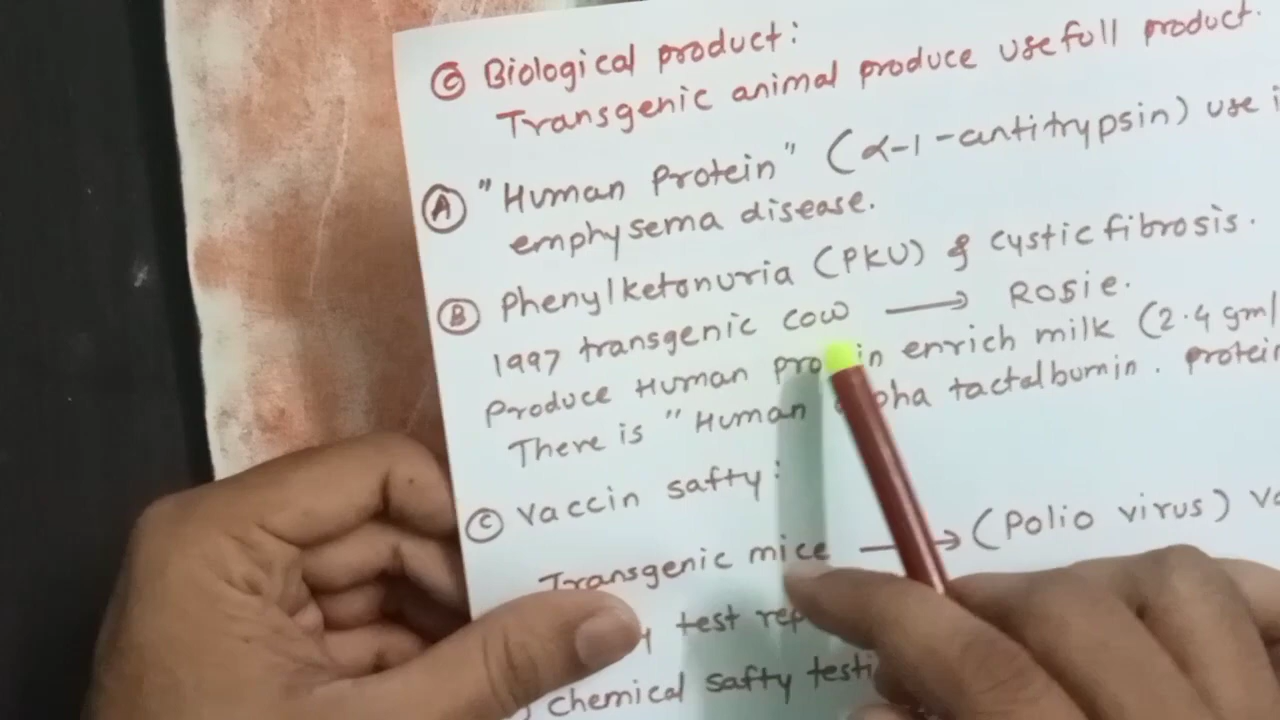 Ⓒ Biological product:
Transgenic animal produce usefull product.
Ⓐ "Human Protein" (α-1-antitrypsin) use
emphysema disease.
Ⓑ Phenylketonuria (PKU) & cystic fibrosis.
1997 transgenic cow → Rosie.
Produce Human enrich milk (2.4 gm/
There is "Human tactalbumin. protein
Ⓒ Vaccin safty:
Transgenic mice → (Polio virus)
test
chemical safty